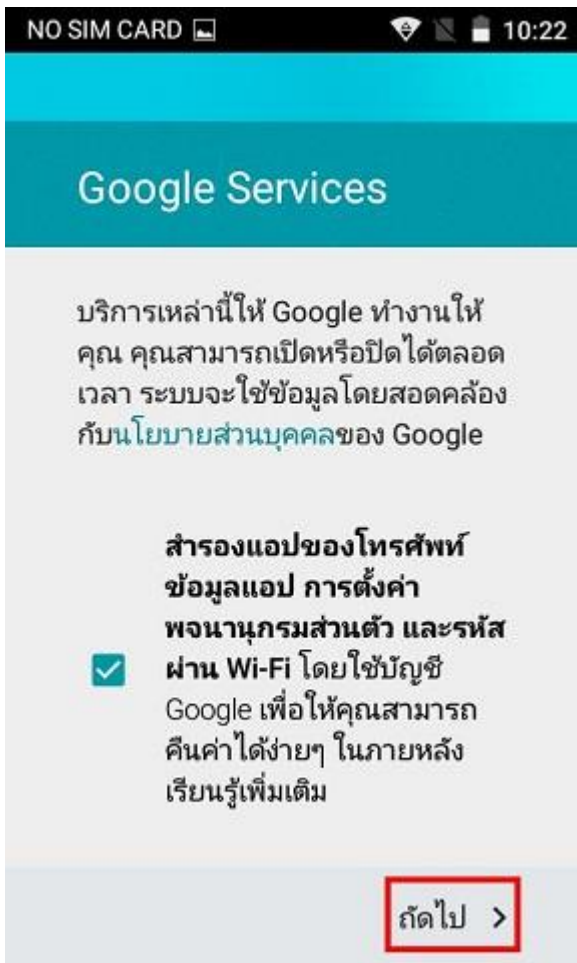 NO SIM CARD 10:22
Google Services
บริการเหล่านี้ให้ Google ทำงานให้
คุณ คุณสามารถเปิดหรือปิดได้ตลอด
เวลา ระบบจะใช้ข้อมูลโดยสอดคล้อง
กับนโยบายส่วนบุคคลของ Google
สำรองแอปของโทรศัพท์
ข้อมูลแอป การตั้งค่า
พจนานุกรมส่วนตัว และรหัส
ผ่าน Wi-Fi โดยใช้บัญชี
Google เพื่อให้คุณสามารถ
คืนค่าได้ง่ายๆ ในภายหลัง
เรียนรู้เพิ่มเติม
ถัดไป